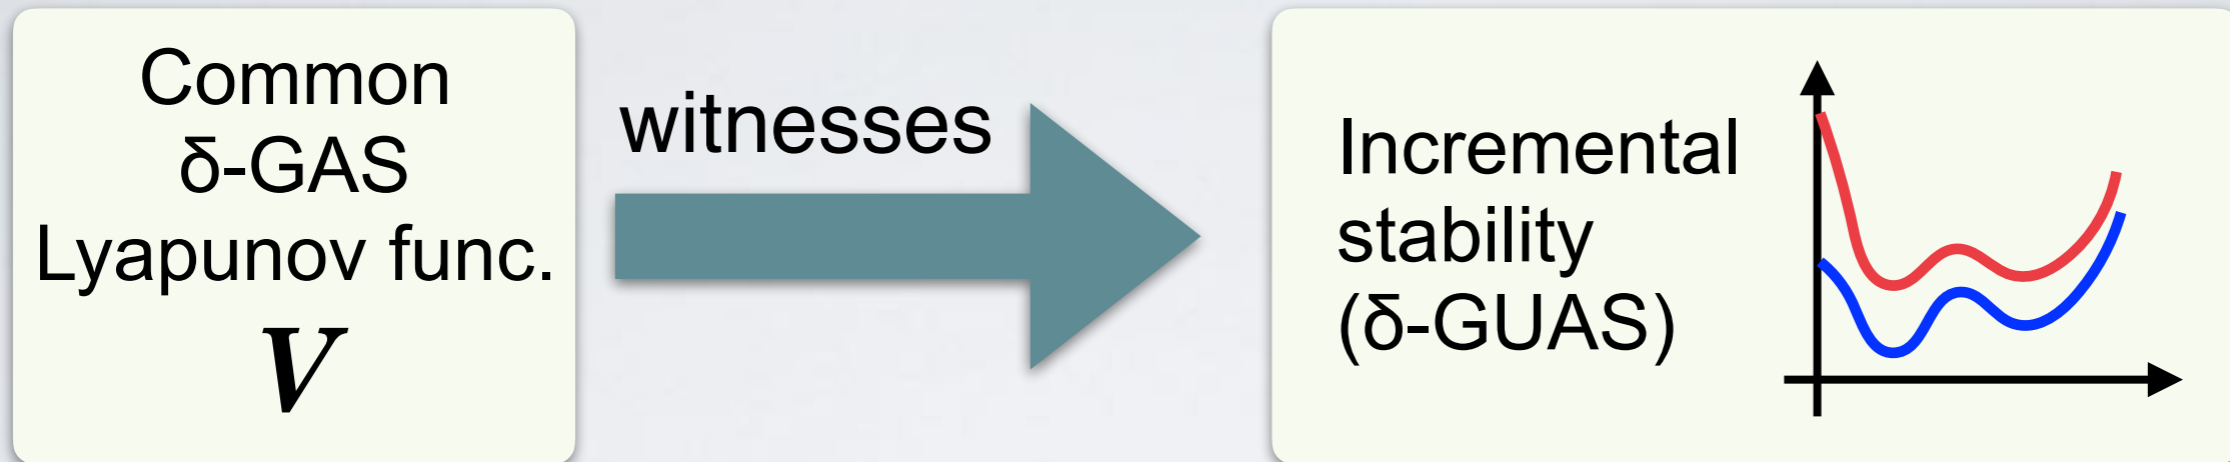 Common
δ-GAS
Lyapunov func.
V
witnesses
Incremental
stability
(δ-GUAS)